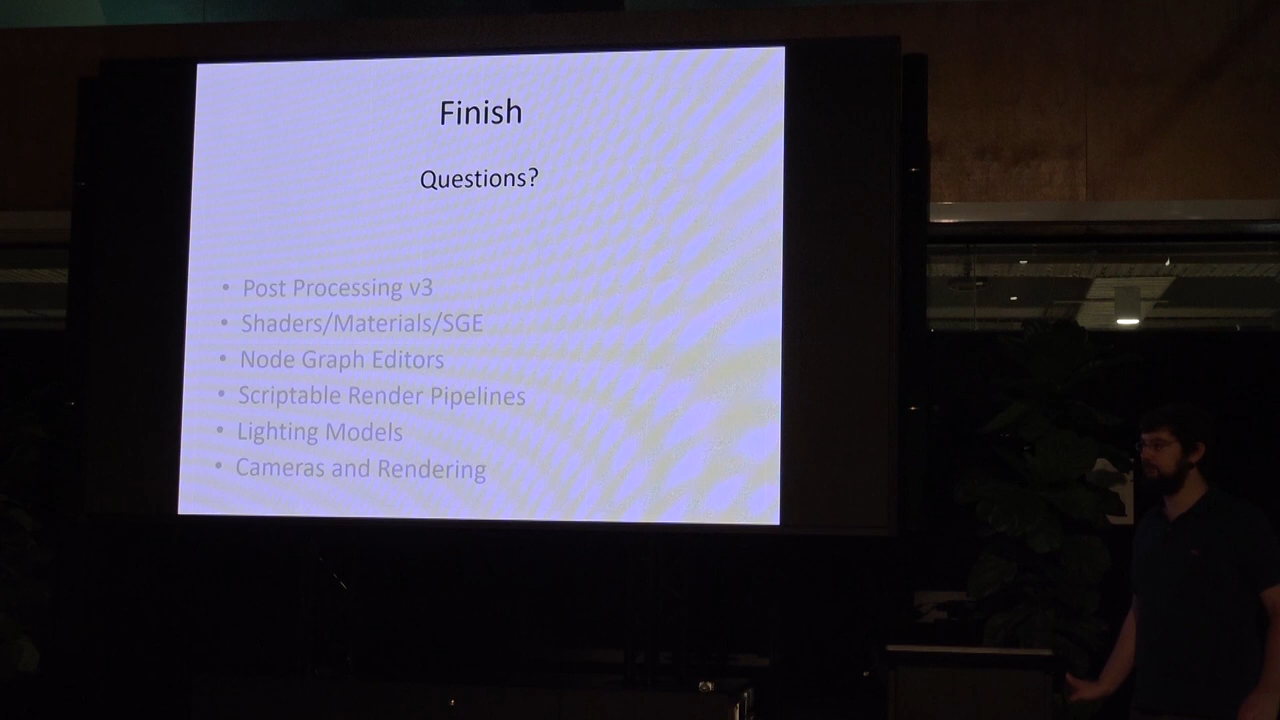 Finish
Questions?
• Post Processing v3
• Shaders/Materials/SGE
• Node Graph Editors
• Scriptable Render Pipelines
• Lighting Models
• Cameras and Rendering